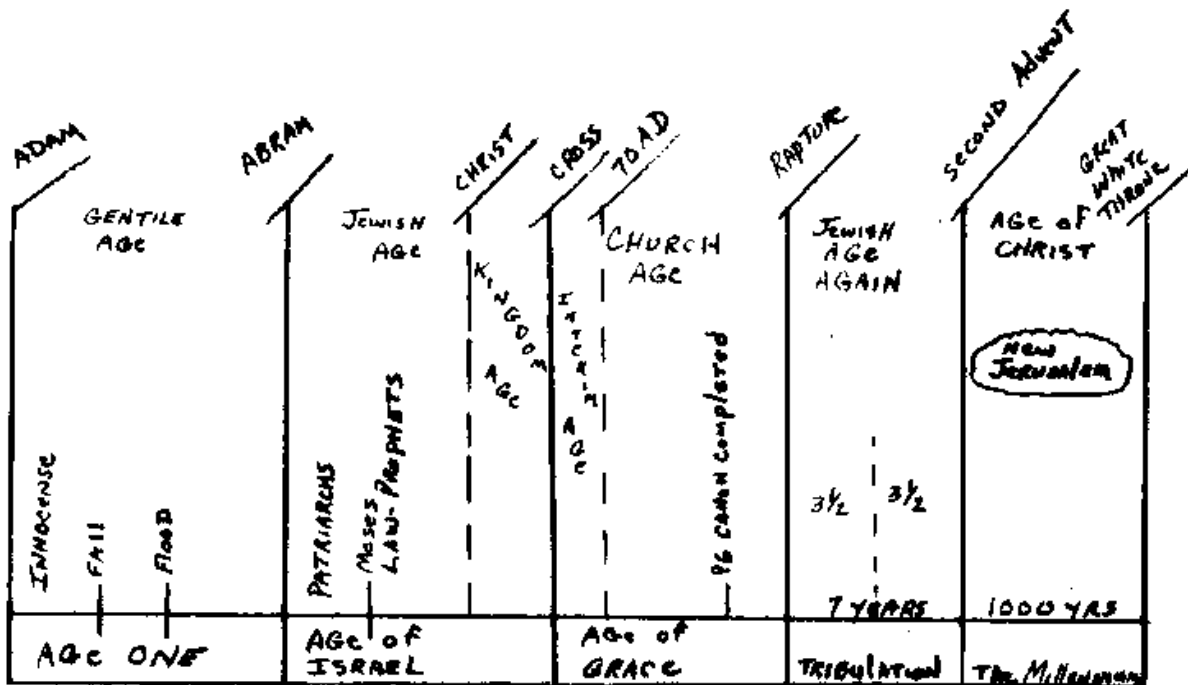 ADAM
ABRAM
CHRIST
CROSS
70 AD
RAPTURE
SECOND ADVENT
GREAT
WHITE
THRONE
GENTILE
AGE
JEWISH
AGE
KINGDOM
AGE
INTERIM
AGE
CHURCH
AGE
JEWISH
AGE
AGAIN
AGE of
CHRIST
NEW
JERUSALEM
INNOCENSE
FALL
FLOOD
PATRIARCHS
MOSES
LAW-PROPHETS
96 CANON COMPLETED
3½
3½
7 YEARS
1000 YRS
AGE ONE
AGE of
ISRAEL
AGE of
GRACE
TRIBULATION
THE MILLENNIUM